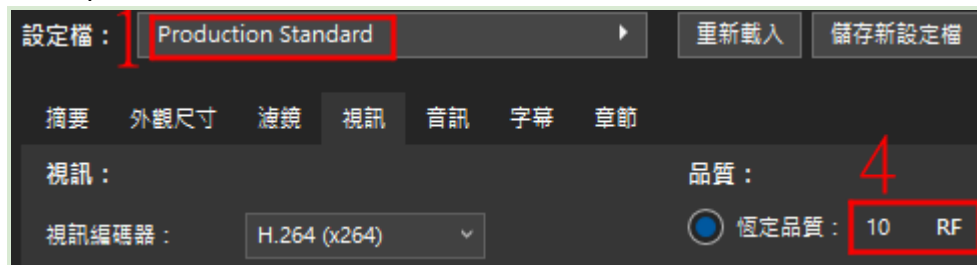 設定檔： 1 Production Standard 重新載入 儲存新設定檔
摘要 外觀尺寸 濾鏡 視訊 音訊 字幕 章節
視訊： 品質： 4
視訊編碼器： H.264 (x264) 恆定品質： 10 RF